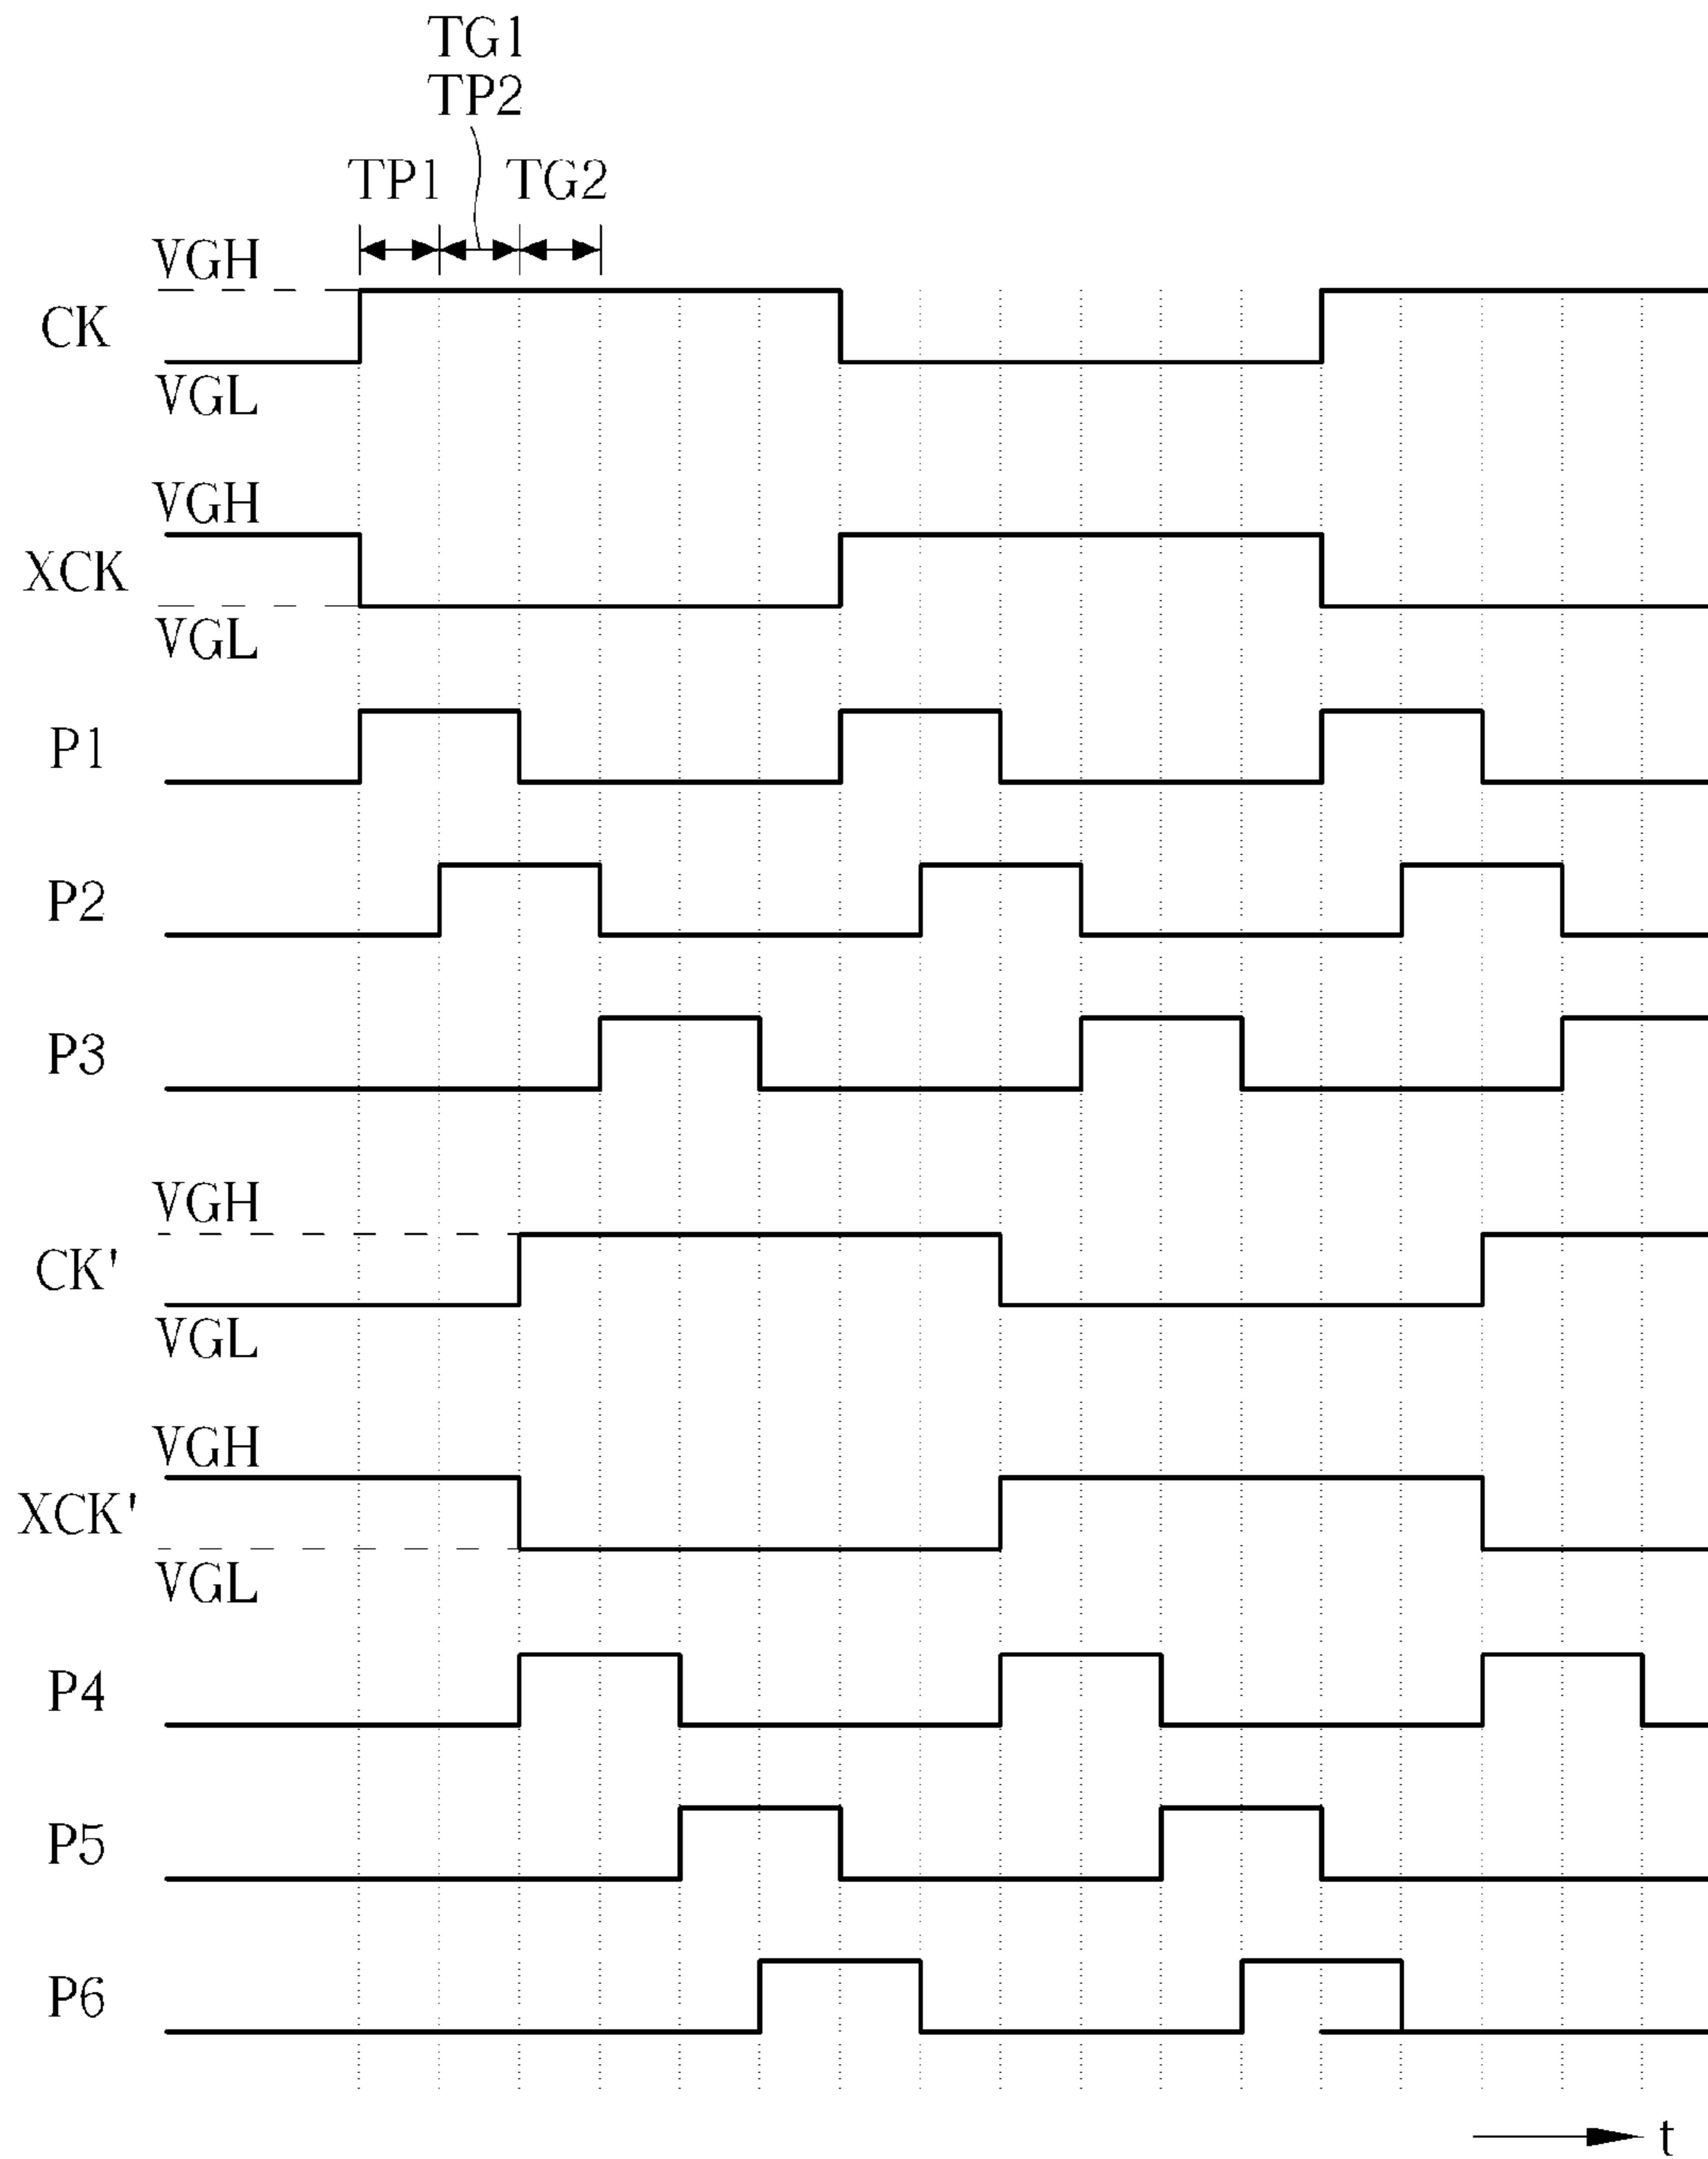 TG1
TP2
TP1 TG2
VGH
CK
VGL
VGH
XCK
VGL
P1
P2
P3
VGH
CK'
VGL
VGH
XCK'
VGL
P4
P5
P6
t